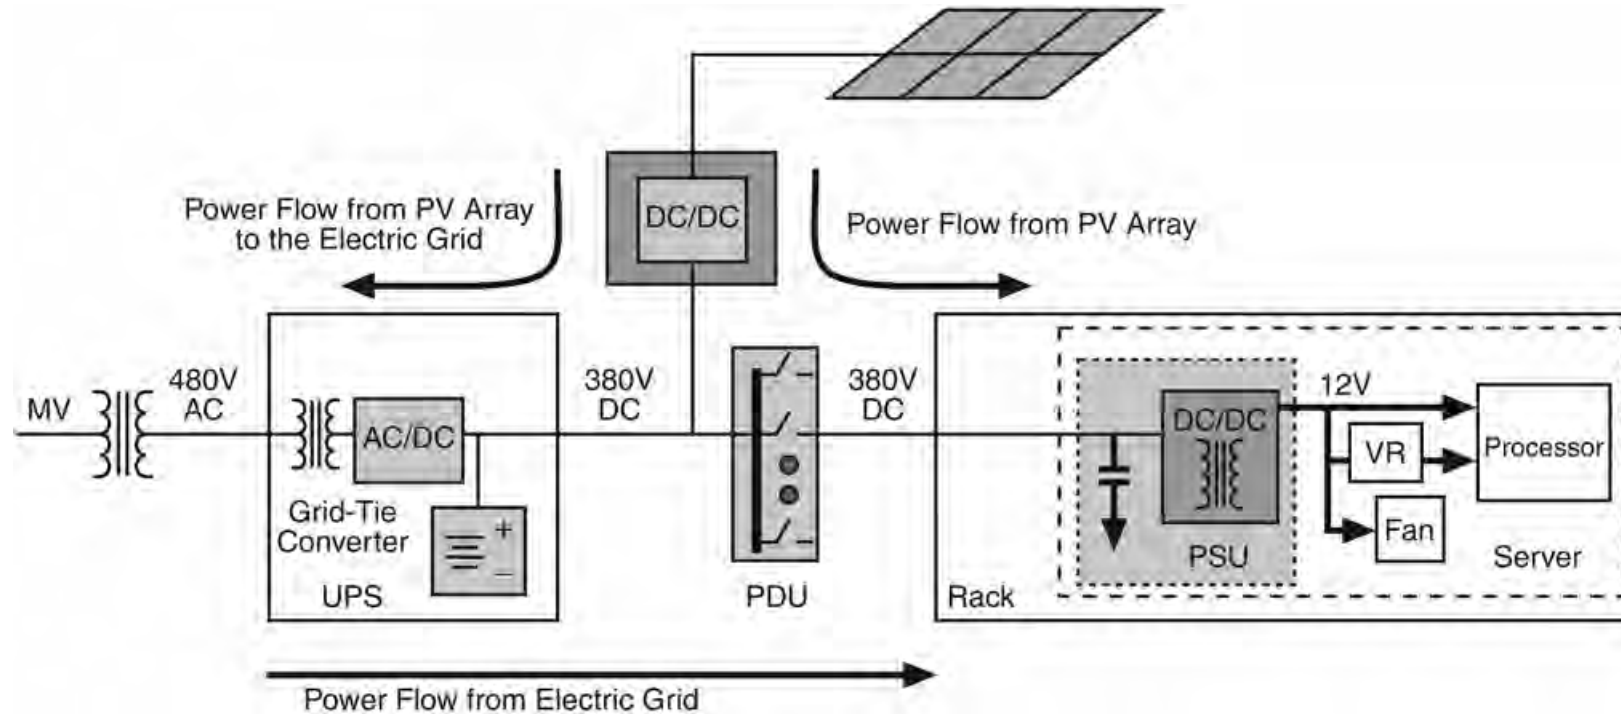 Power Flow from PV Array
to the Electric Grid
DC/DC
Power Flow from PV Array
MV
480V
AC
AC/DC
Grid-Tie
Converter
+
−
UPS
380V
DC
PDU
380V
DC
Rack
DC/DC
PSU
12V
VR
Fan
Processor
Server
Power Flow from Electric Grid